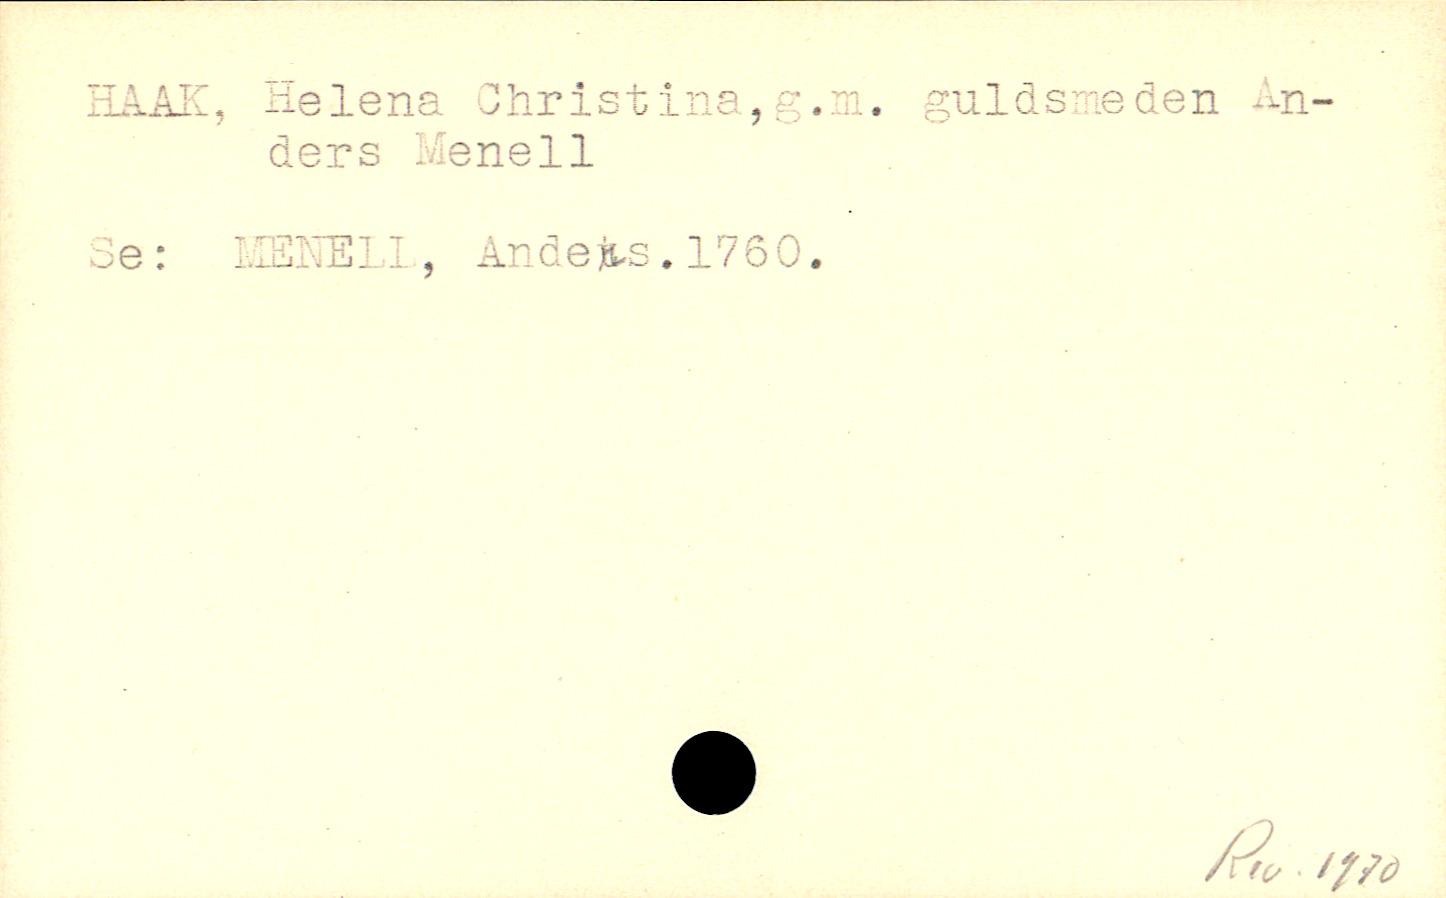 HAAK, Helena Christina,g.m. guldsmeden An-
ders Menell
Se: MENELL, Anders.1760.
Rev. 1970